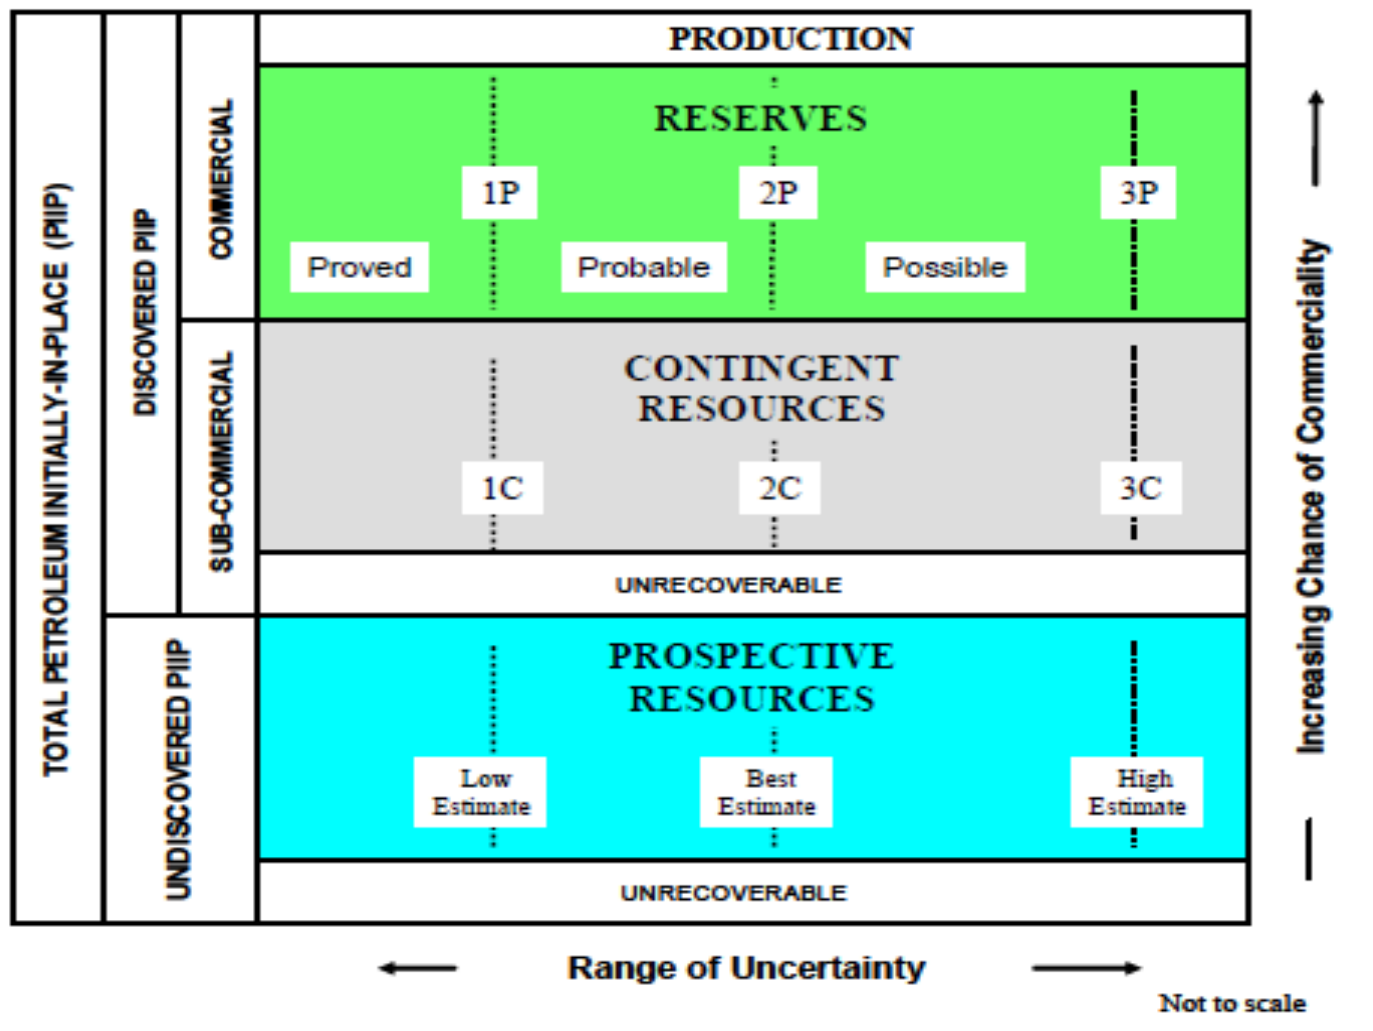 PRODUCTION
TOTAL PETROLEUM INITIALLY-IN-PLACE (PIIP)
DISCOVERED PIIP
COMMERCIAL
RESERVES
1P
2P
3P
Proved
Probable
Possible
SUB-COMMERCIAL
CONTINGENT
RESOURCES
1C
2C
3C
UNRECOVERABLE
UNDISCOVERED PIIP
PROSPECTIVE
RESOURCES
Low
Estimate
Best
Estimate
High
Estimate
UNRECOVERABLE
Increasing Chance of Commerciality
Range of Uncertainty
Not to scale